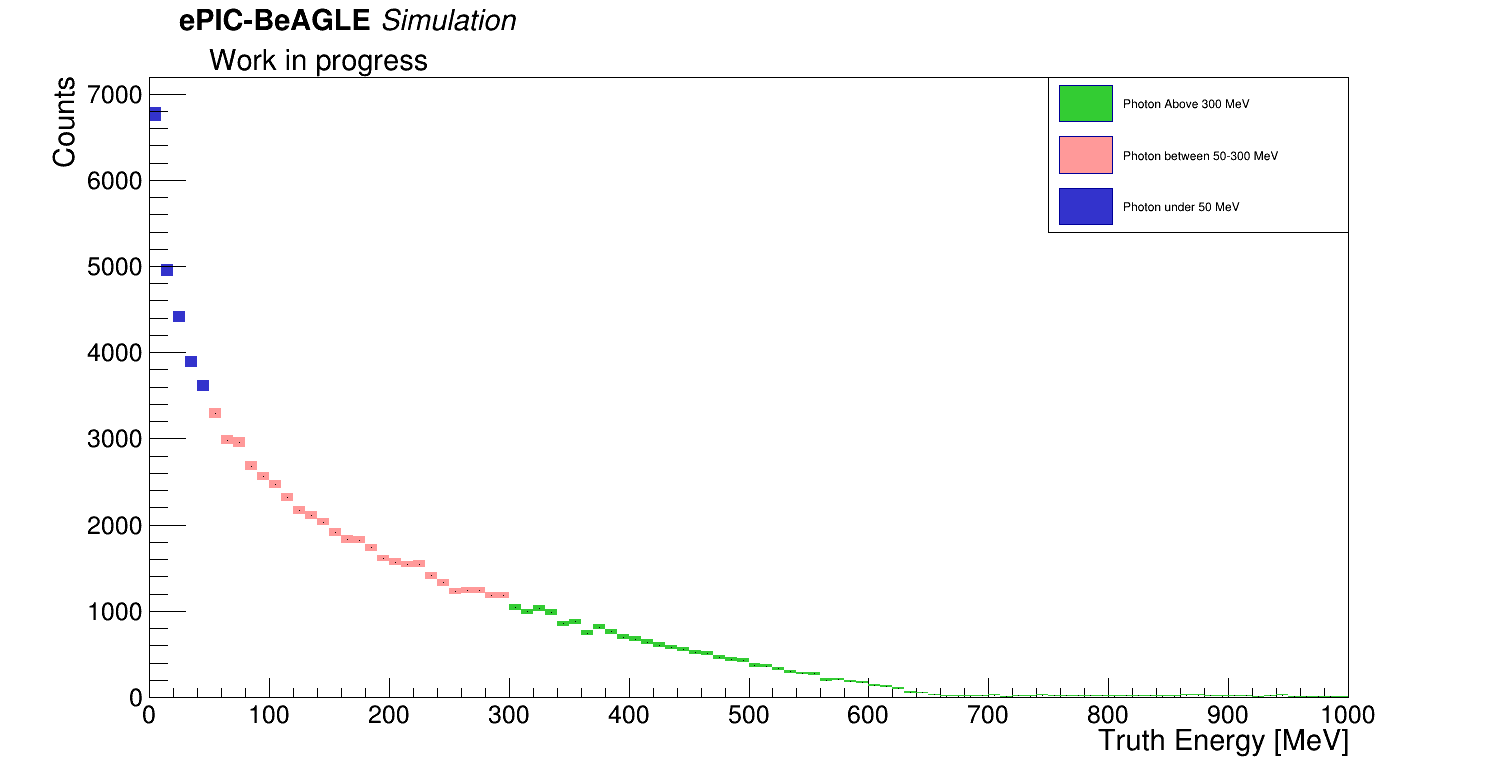 ePIC-BeAGLE Simulation
Work in progress
Counts
7000
6000
5000
4000
3000
2000
1000
0
Photon Above 300 MeV
Photon between 50-300 MeV
Photon under 50 MeV
0 100 200 300 400 500 600 700 800 900 1000
Truth Energy [MeV]